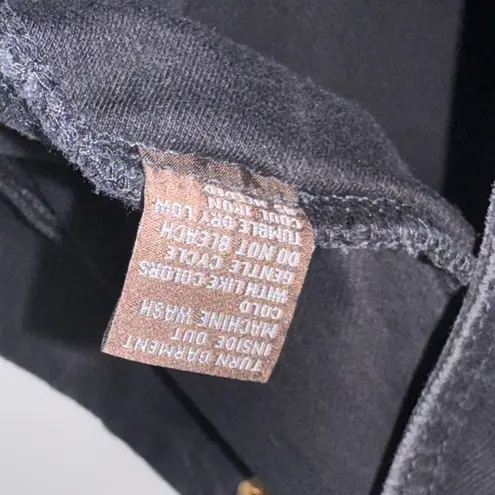 TURN GARMENT
INSIDE OUT
MACHINE WASH
COLD
WITH LIKE COLORS
GENTLE CYCLE
DO NOT BLEACH
TUMBLE DRY LOW
COOL IRON